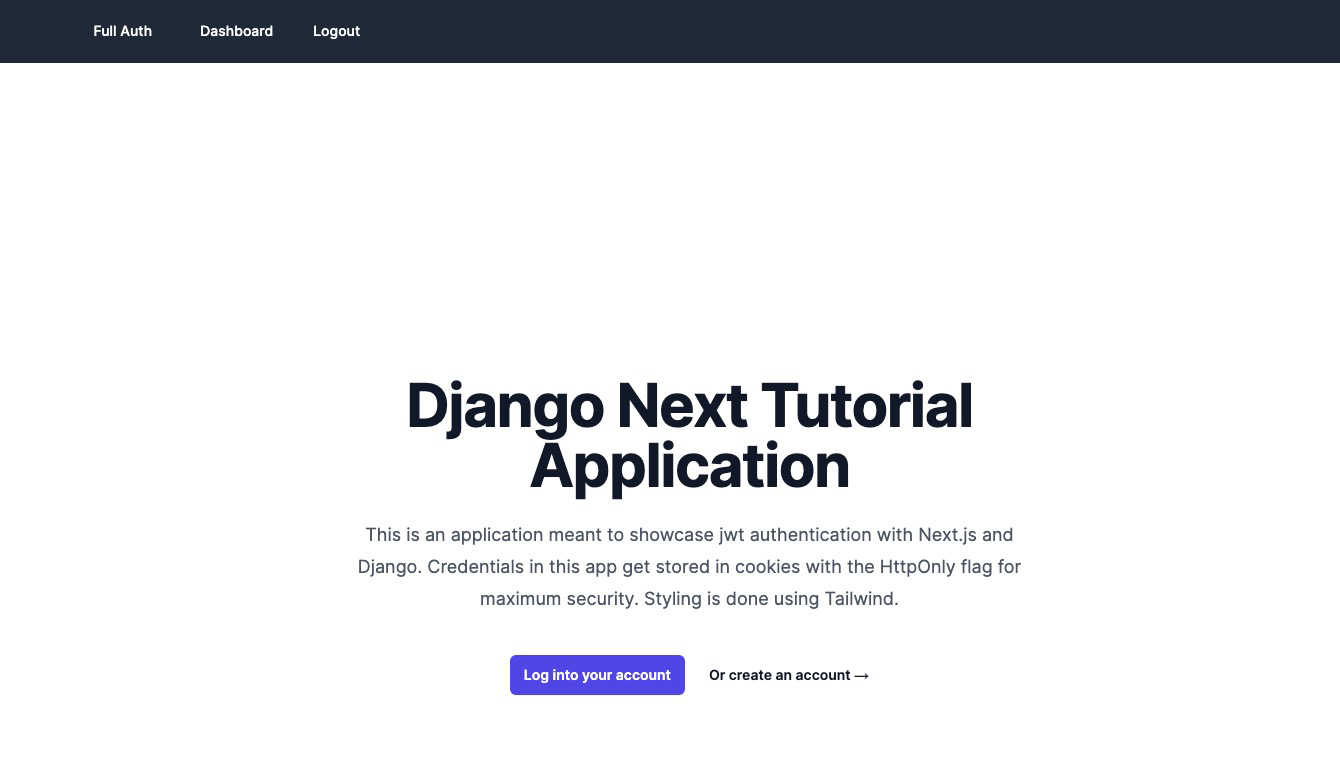 Full Auth Dashboard Logout
Django Next Tutorial
Application
This is an application meant to showcase jwt authentication with Next.js and
Django. Credentials in this app get stored in cookies with the HttpOnly flag for
maximum security. Styling is done using Tailwind.
Log into your account Or create an account →